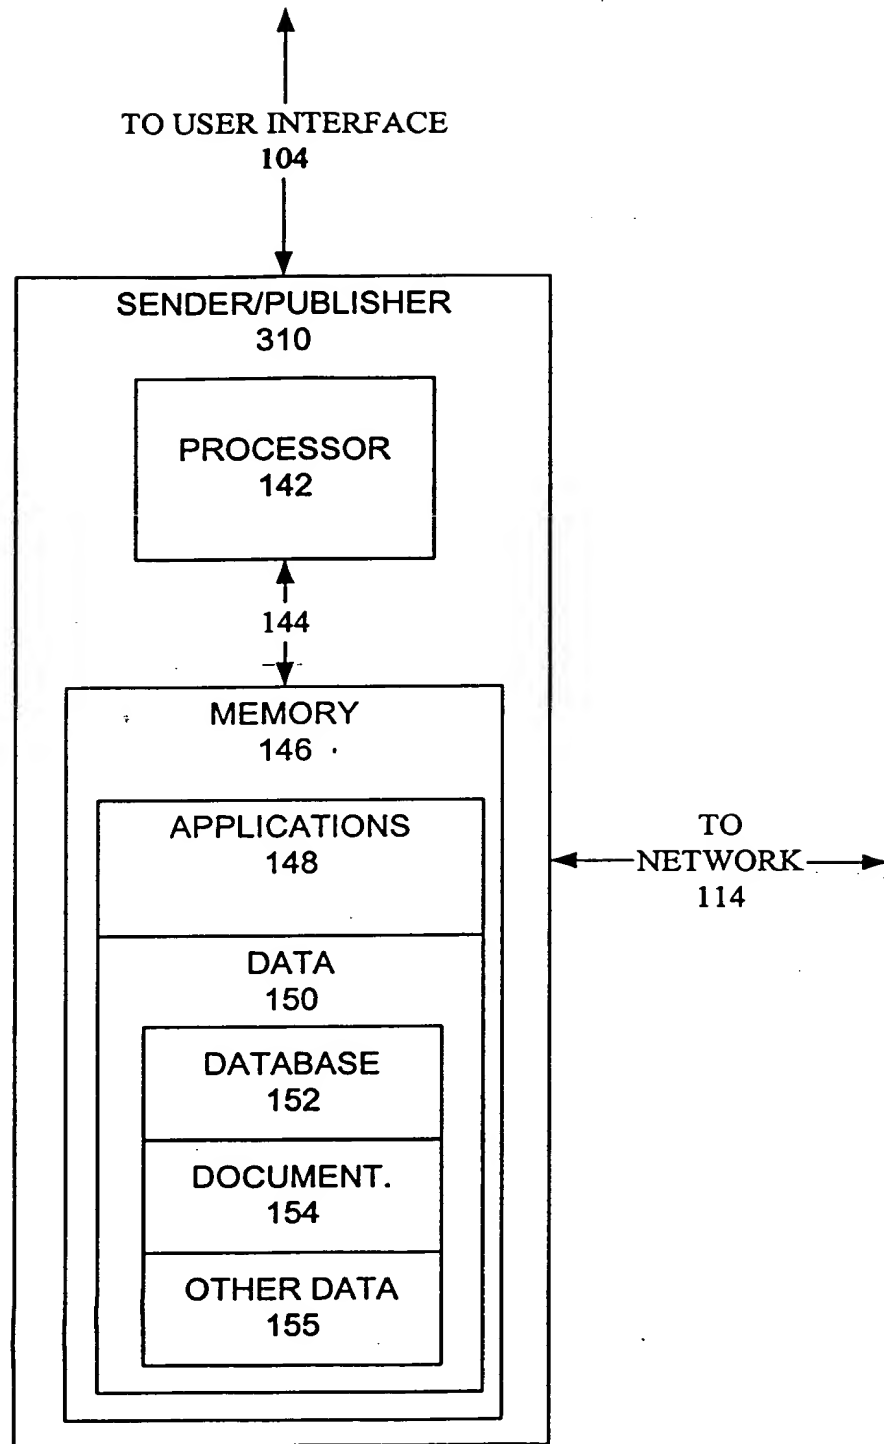 TO USER INTERFACE
104
SENDER/PUBLISHER
310
PROCESSOR
142
144
MEMORY
146
APPLICATIONS
148
TO
NETWORK
114
DATA
150
DATABASE
152
DOCUMENT.
154
OTHER DATA
155